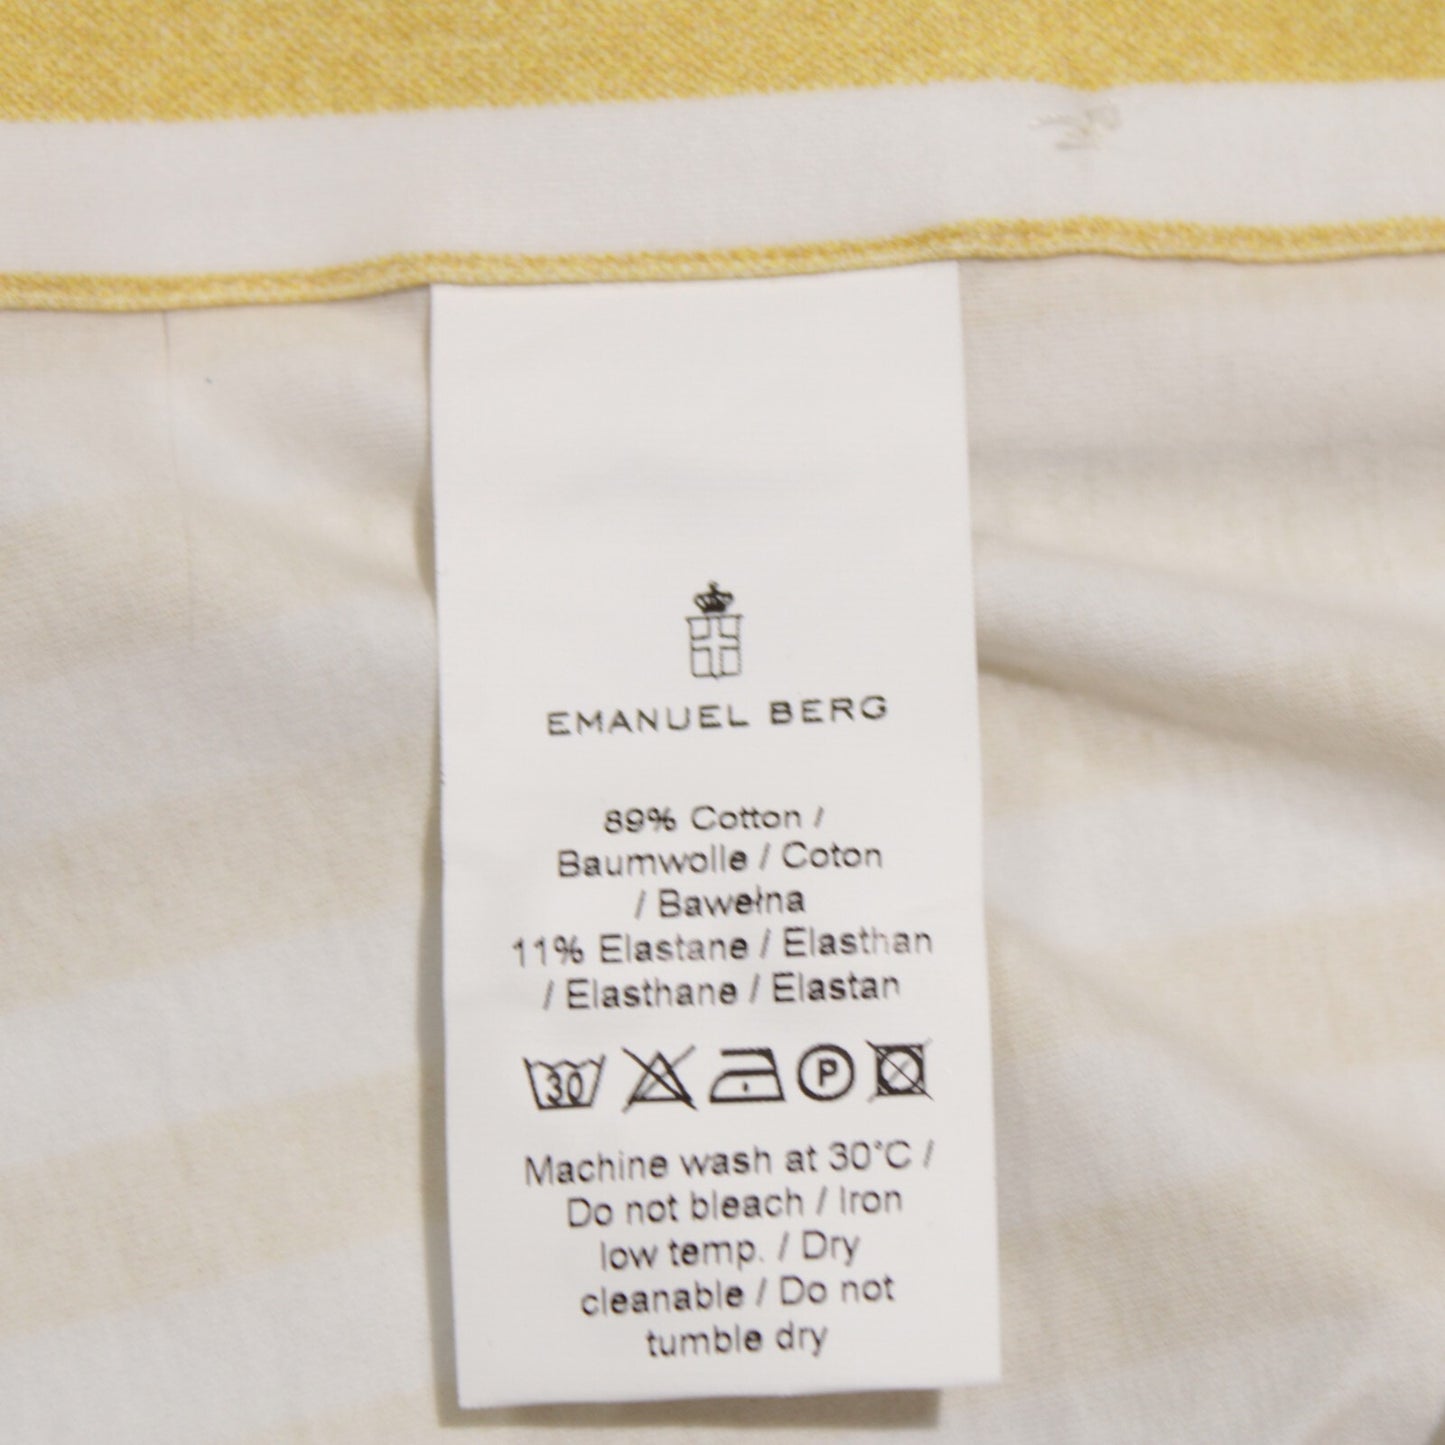 EMANUEL BERG
89% Cotton /
Baumwolle / Coton
/ Bawełna
11% Elastane / Elasthan
/ Elasthane / Elastan
30 P
Machine wash at 30°C /
Do not bleach / Iron
low temp. / Dry
cleanable / Do not
tumble dry